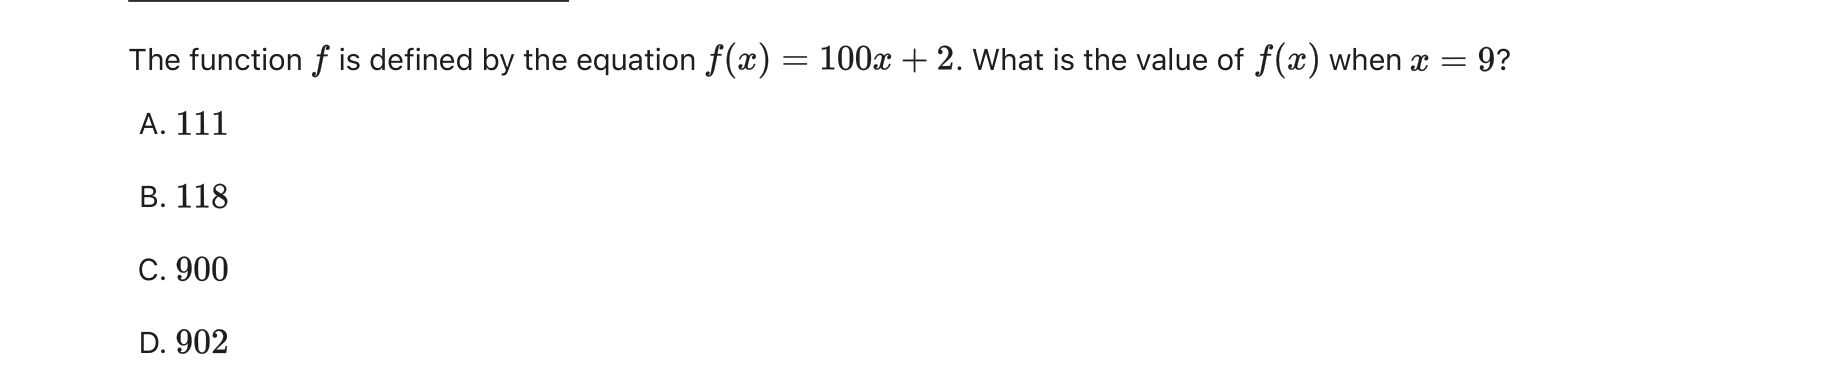 The function f is defined by the equation f(x) = 100x + 2. What is the value of f(x) when x = 9?
A. 111
B. 118
C. 900
D. 902